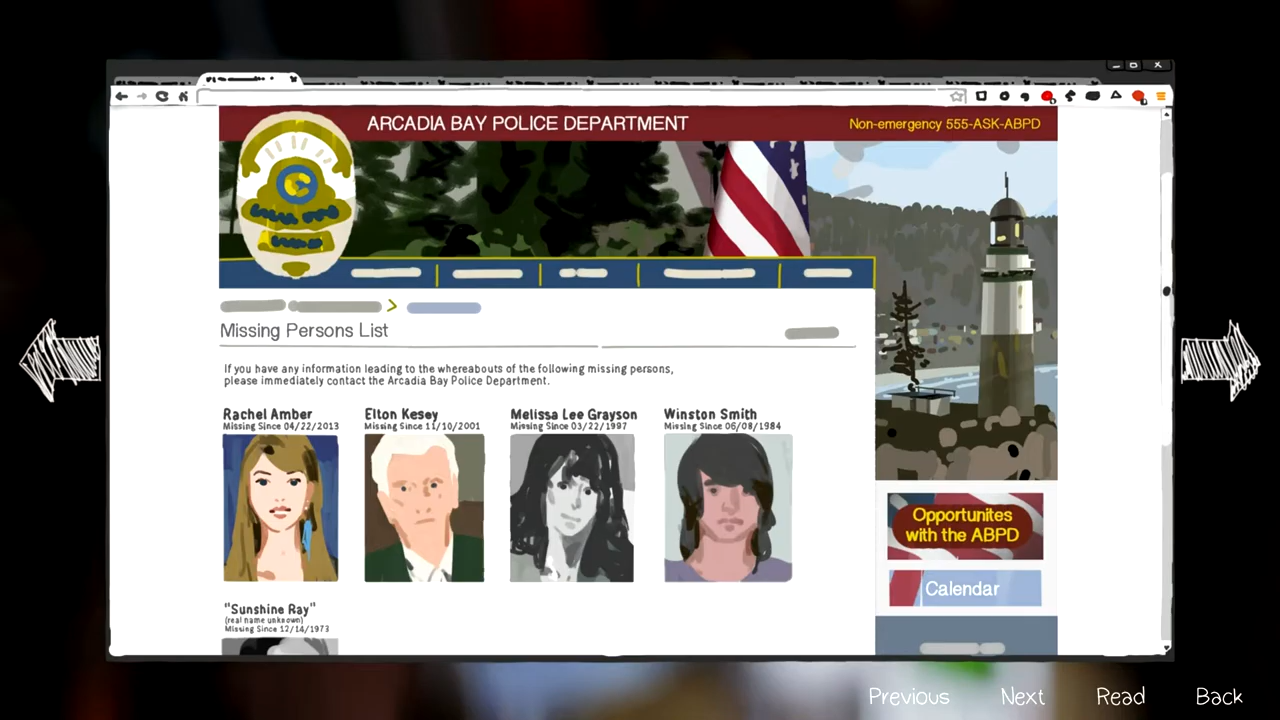 ARCADIA BAY POLICE DEPARTMENT
Non-emergency 555-ASK-ABPD
Missing Persons List
If you have any information leading to the whereabouts of the following missing persons,
please immediately contact the Arcadia Bay Police Department.
Rachel Amber
Missing Since 04/22/2013
Elton Kesey
Missing Since 11/10/2001
Melissa Lee Grayson
Missing Since 03/22/1997
Winston Smith
Missing Since 06/08/1984
"Sunshine Ray"
(real name unknown)
Missing Since 12/14/1973
Opportunites
with the ABPD
Calendar
Previous
Next
Read
Back